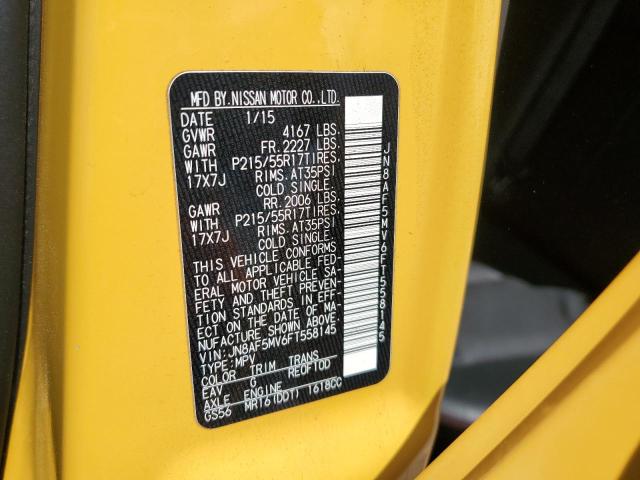 MFD BY.NISSAN MOTOR CO.,LTD.
DATE 1/15
GVWR 4167 LBS.
GAWR FR. 2227 LBS.
WITH P215/55R17TIRES,
17X7J RIMS. AT35PSI
COLD SINGLE.
GAWR RR. 2006 LBS.
WITH P215/55R17TIRES,
17X7J RIMS. AT35PSI
COLD SINGLE.
THIS VEHICLE CONFORMS
TO ALL APPLICABLE FED-
ERAL MOTOR VEHICLE SA-
FETY AND THEFT PREVEN-
TION STANDARDS IN EFF-
ECT ON THE DATE OF MA-
NUFACTURE SHOWN ABOVE.
VIN: JN8AF5MV6FT558145
TYPE: MPV
COLOR TRIM TRANS
EAV G RE0F10D
AXLE ENGINE
GS56 MR16(DDT) 1618CC
JN8AF5MV6FT558145